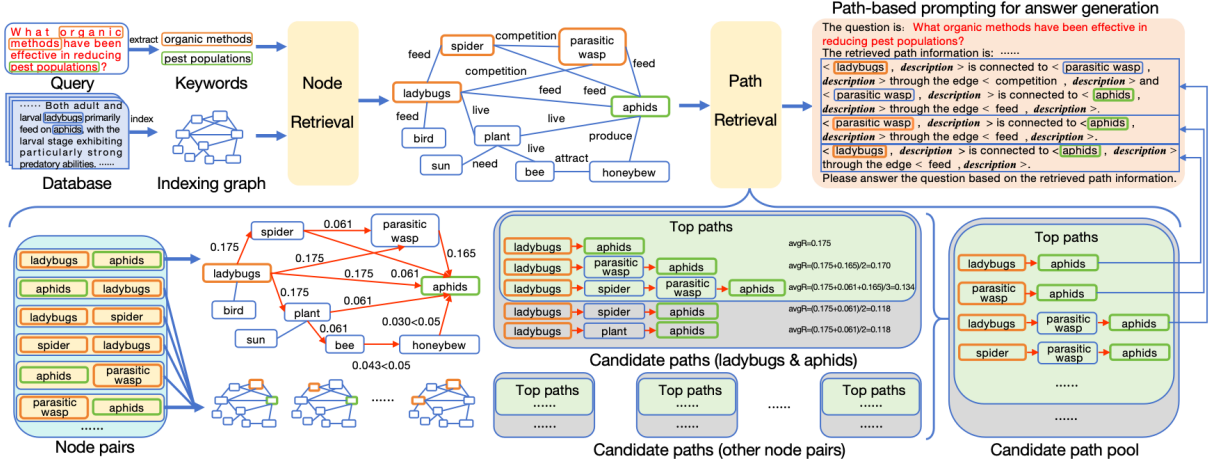 Path-based prompting for answer generation
What organic
methods have been
effective in reducing
pest populations ?
Query
extract
organic methods
pest populations
Keywords
...... Both adult and
larval ladybugs primarily
feed on aphids, with the
larval stage exhibiting
particularly strong
predatory abilities. ......
Database
index
Indexing graph
Node
Retrieval
spider
competition
parasitic
wasp
feed
feed
competition
feed
ladybugs
feed
aphids
live
feed
live
bird
plant
produce
sun
need
live
attract
bee
honeybew
Path
Retrieval
The question is: What organic methods have been effective in
reducing pest populations?
The retrieved path information is: ······
< ladybugs , description > is connected to < parasitic wasp ,
description > through the edge < competition , description > and
< parasitic wasp , description > is connected to < aphids ,
description > through the edge < feed , description >.
< parasitic wasp , description > is connected to < aphids ,
description > through the edge < feed , description>.
< ladybugs , description > is connected to < aphids , description >
through the edge < feed , description>.
Please answer the question based on the retrieved path information.
ladybugs aphids
aphids ladybugs
ladybugs spider
spider ladybugs
aphids parasitic
wasp
parasitic
wasp aphids
......
Node pairs
spider
0.061
parasitic
wasp
0.175
0.165
ladybugs
0.175
0.175
0.061
aphids
bird
0.175
plant
0.061
sun
0.061
0.030<0.05
bee
honeybew
0.043<0.05
......
Top paths
ladybugs aphids avgR=0.175
ladybugs parasitic
wasp aphids avgR=(0.175+0.165)/2=0.170
ladybugs spider parasitic
wasp aphids avgR=(0.175+0.061+0.165)/3=0.134
ladybugs spider aphids avgR=(0.175+0.061)/2=0.118
ladybugs plant aphids avgR=(0.175+0.061)/2=0.118
Candidate paths (ladybugs & aphids)
Top paths
......
......
Top paths
......
......
......
Top paths
......
......
Candidate paths (other node pairs)
Top paths
ladybugs aphids
parasitic
wasp aphids
ladybugs parasitic
wasp aphids
spider parasitic
wasp aphids
......
......
Candidate path pool